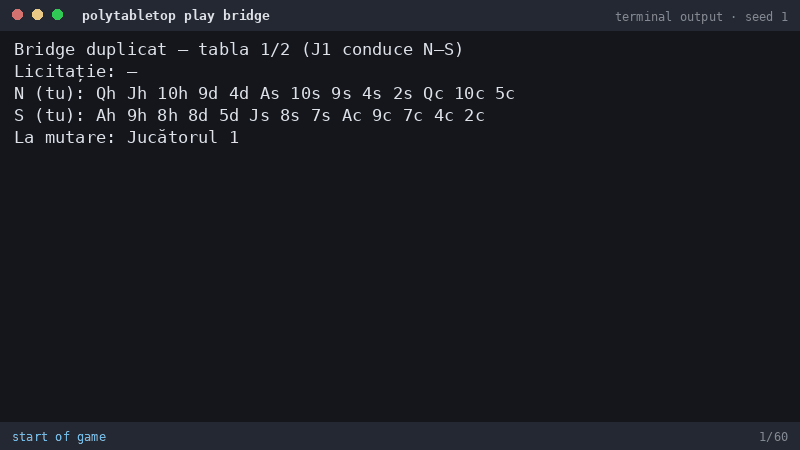 polytabletop play bridge
terminal output · seed 1
Bridge duplicat — tabla 1/2 (J1 conduce N–S)
Licitație: —
N (tu): Qh Jh 10h 9d 4d As 10s 9s 4s 2s Qc 10c 5c
S (tu): Ah 9h 8h 8d 5d Js 8s 7s Ac 9c 7c 4c 2c
La mutare: Jucătorul 1
start of game
1/60